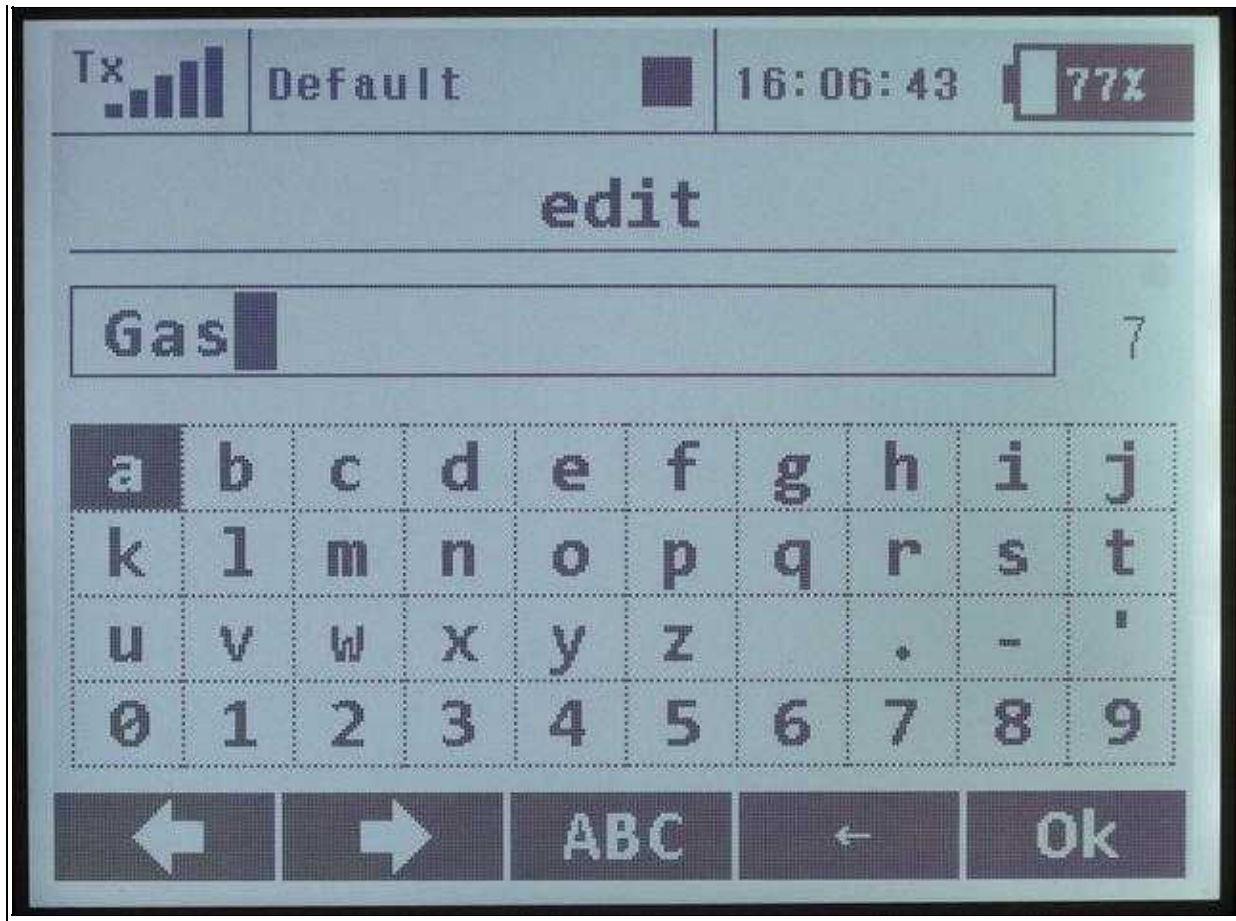 Tx Default 16:06:43 77%
edit
Gas 7
a b c d e f g h i j
k l m n o p q r s t
u v w x y z . - '
0 1 2 3 4 5 6 7 8 9
ABC ← Ok